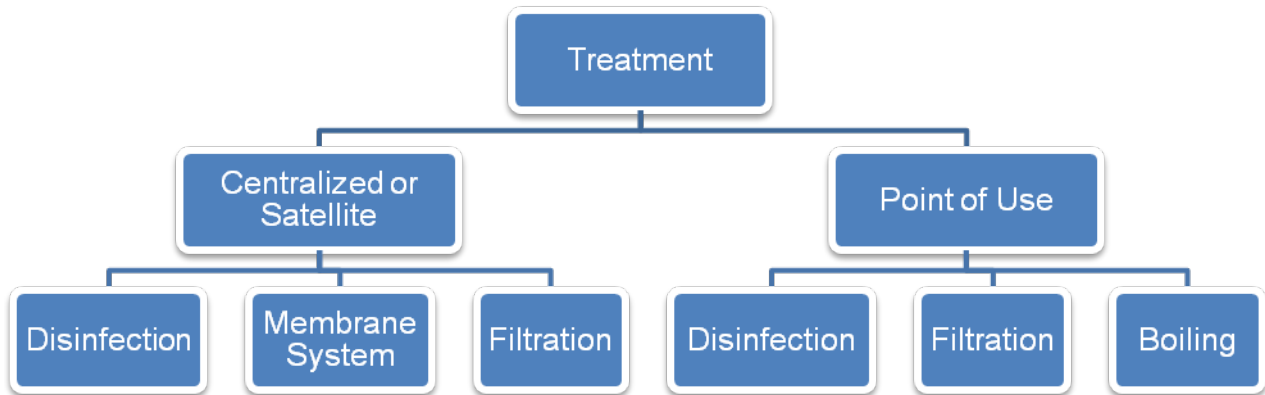 Treatment
Centralized or
Satellite
Point of Use
Disinfection
Membrane
System
Filtration
Disinfection
Filtration
Boiling